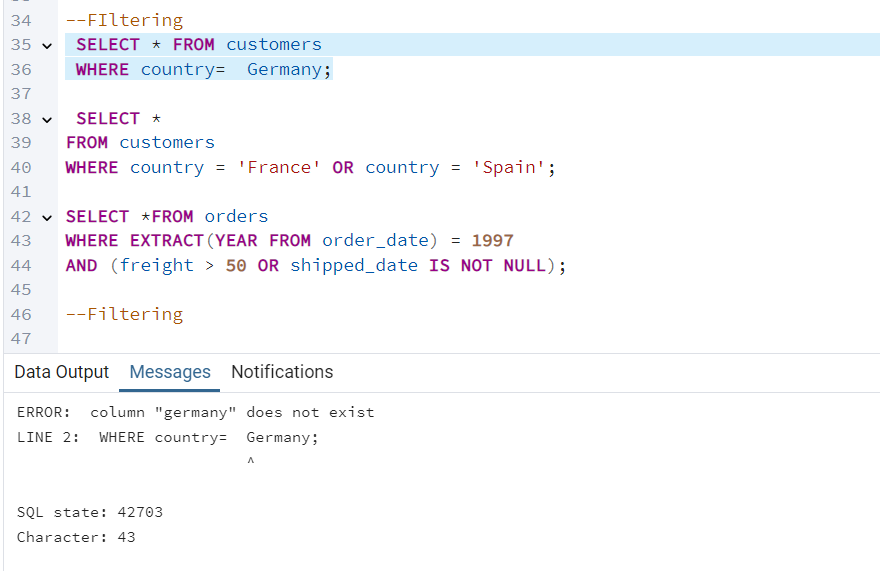 34 --FIltering
35 SELECT * FROM customers
36 WHERE country=  Germany;
37
38 SELECT *
39 FROM customers
40 WHERE country = 'France' OR country = 'Spain';
41
42 SELECT *FROM orders
43 WHERE EXTRACT(YEAR FROM order_date) = 1997
44 AND (freight > 50 OR shipped_date IS NOT NULL);
45
46 --Filtering
47
Data Output Messages Notifications
ERROR:  column "germany" does not exist
LINE 2:  WHERE country=  Germany;
^
SQL state: 42703
Character: 43